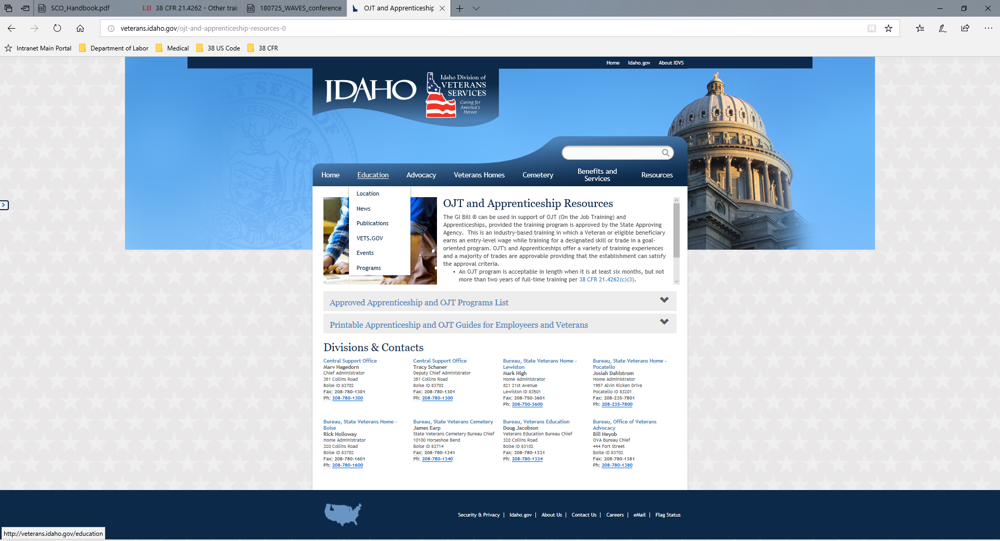 SCO_Handbook.pdf
LII 38 CFR 21.4262 - Other trai
180725_WAVES_conference
OJT and Apprenticeship
veterans.idaho.gov/ojt-and-apprenticeship-resources-0
Intranet Main Portal
Department of Labor
Medical
38 US Code
38 CFR
Home
Idaho.gov
About IDVS
IDAHO
Idaho Division of
VETERANS
SERVICES
Caring for
America's
Heroes
PERPETUA
Home
Education
Advocacy
Veterans Homes
Cemetery
Benefits and
Services
Resources
Location
News
Publications
VETS.GOV
Events
Programs
OJT and Apprenticeship Resources
The GI Bill ® can be used in support of OJT (On the Job Training) and
Apprenticeships, provided the training program is approved by the State Approving
Agency.  This is an industry-based training in which a Veteran or eligible beneficiary
earns an entry-level wage while training for a designated skill or trade in a goal-
oriented program. OJT's and Apprenticeships offer a variety of training experiences
and a majority of trades are approvable providing that the establishment can satisfy
the approval criteria.
• An OJT program is acceptable in length when it is at least six months, but not
more than two years of full-time training per 38 CFR 21.4262(c)(3).
Approved Apprenticeship and OJT Programs List
Printable Apprenticeship and OJT Guides for Employeers and Veterans
Divisions & Contacts
Central Support Office
Marv Hagedorn
Chief Administrator
351 Collins Road
Boise ID 83702
Fax: 208-780-1301
Ph: 208-780-1300
Central Support Office
Tracy Schaner
Deputy Chief Administrator
351 Collins Road
Boise ID 83702
Fax: 208-780-1301
Ph: 208-780-1300
Bureau, State Veterans Home -
Lewiston
Mark High
Home Administrator
821 21st Avenue
Lewiston ID 83501
Fax: 208-750-3601
Ph: 208-750-3600
Bureau, State Veterans Home -
Pocatello
Josiah Dahlstrom
Home Administrator
1957 Alvin Ricken Drive
Pocatello ID 83201
Fax: 208-235-7801
Ph: 208-235-7800
Bureau, State Veterans Home -
Boise
Rick Holloway
Home Administrator
320 Collins Road
Boise ID 83702
Fax: 208-780-1601
Ph: 208-780-1600
Bureau, State Veterans Cemetery
James Earp
State Veterans Cemetery Bureau Chief
10100 Horseshoe Bend
Boise ID 83714
Fax: 208-780-1341
Ph: 208-780-1340
Bureau, Veterans Education
Doug Jacobson
Veterans Education Bureau Chief
320 Collins Road
Boise ID 83102
Fax: 208-780-1331
Ph: 208-780-1334
Bureau, Office of Veterans
Advocacy
Bill Heyob
OVA Bureau Chief
444 Fort Street
Boise ID 83702
Fax: 208-780-1381
Ph: 208-780-1380
Security & Privacy | Idaho.gov | About Us | Contact Us | Careers | eMail | Flag Status
http://veterans.idaho.gov/education